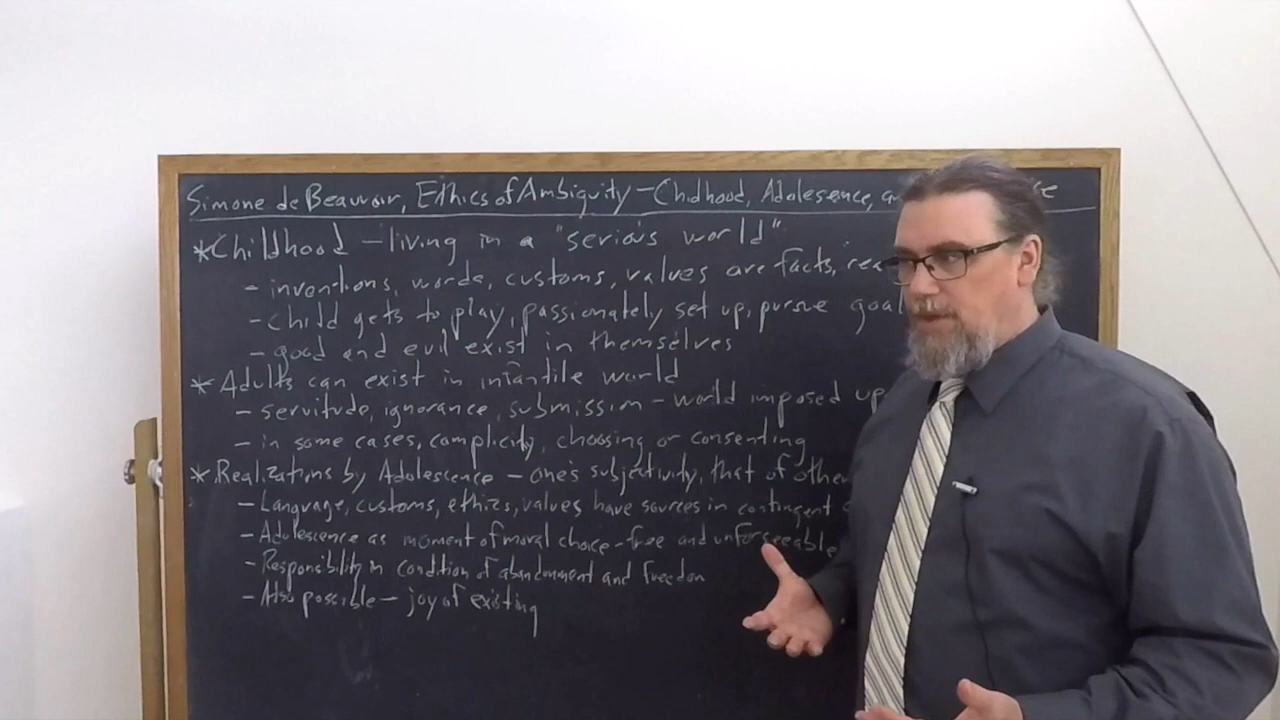 Simone de Beauvoir, Ethics of Ambiguity - Chidhood, Adolesence,
* Childhood - living in a "serious world"
- inventions, words, customs, values are facts,
- Child gets to play, passionately set up, pursue
- good and evil exist in themselves
* Adults can exist in infantile world
- servitude, ignorance, submission - world imposed
- in some cases, complicity, choosing or consenting
* Realizations by Adolescence - one's subjectivity, that of
- Language, customs, ethics, values have sources in contingent
- Adolescence as moment of moral choice - free and unforseeable
- Responsibility in condition of abandonment and freedom
- Also possible - joy of existing